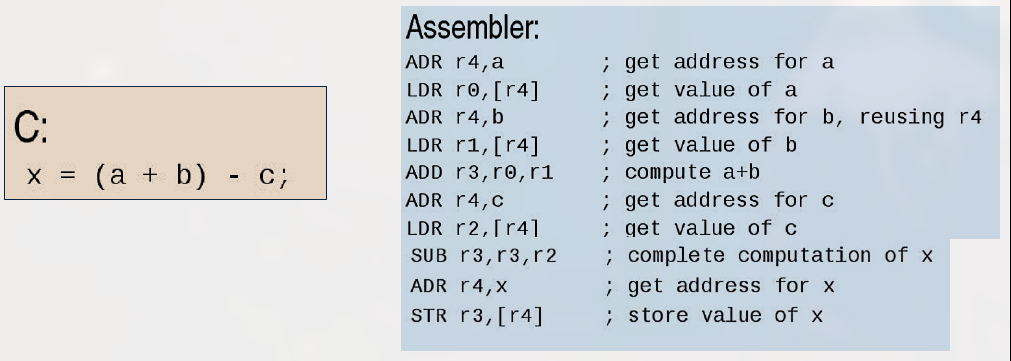 C:
x = (a + b) - c;
Assembler:
ADR r4,a ; get address for a
LDR r0,[r4] ; get value of a
ADR r4,b ; get address for b, reusing r4
LDR r1,[r4] ; get value of b
ADD r3,r0,r1 ; compute a+b
ADR r4,c ; get address for c
LDR r2,[r4] ; get value of c
SUB r3,r3,r2 ; complete computation of x
ADR r4,x ; get address for x
STR r3,[r4] ; store value of x